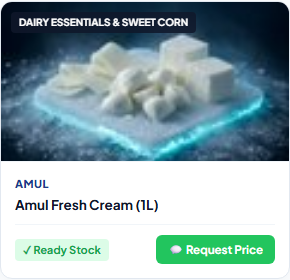 DAIRY ESSENTIALS & SWEET CORN
AMUL
Amul Fresh Cream (1L)
✓ Ready Stock
Request Price